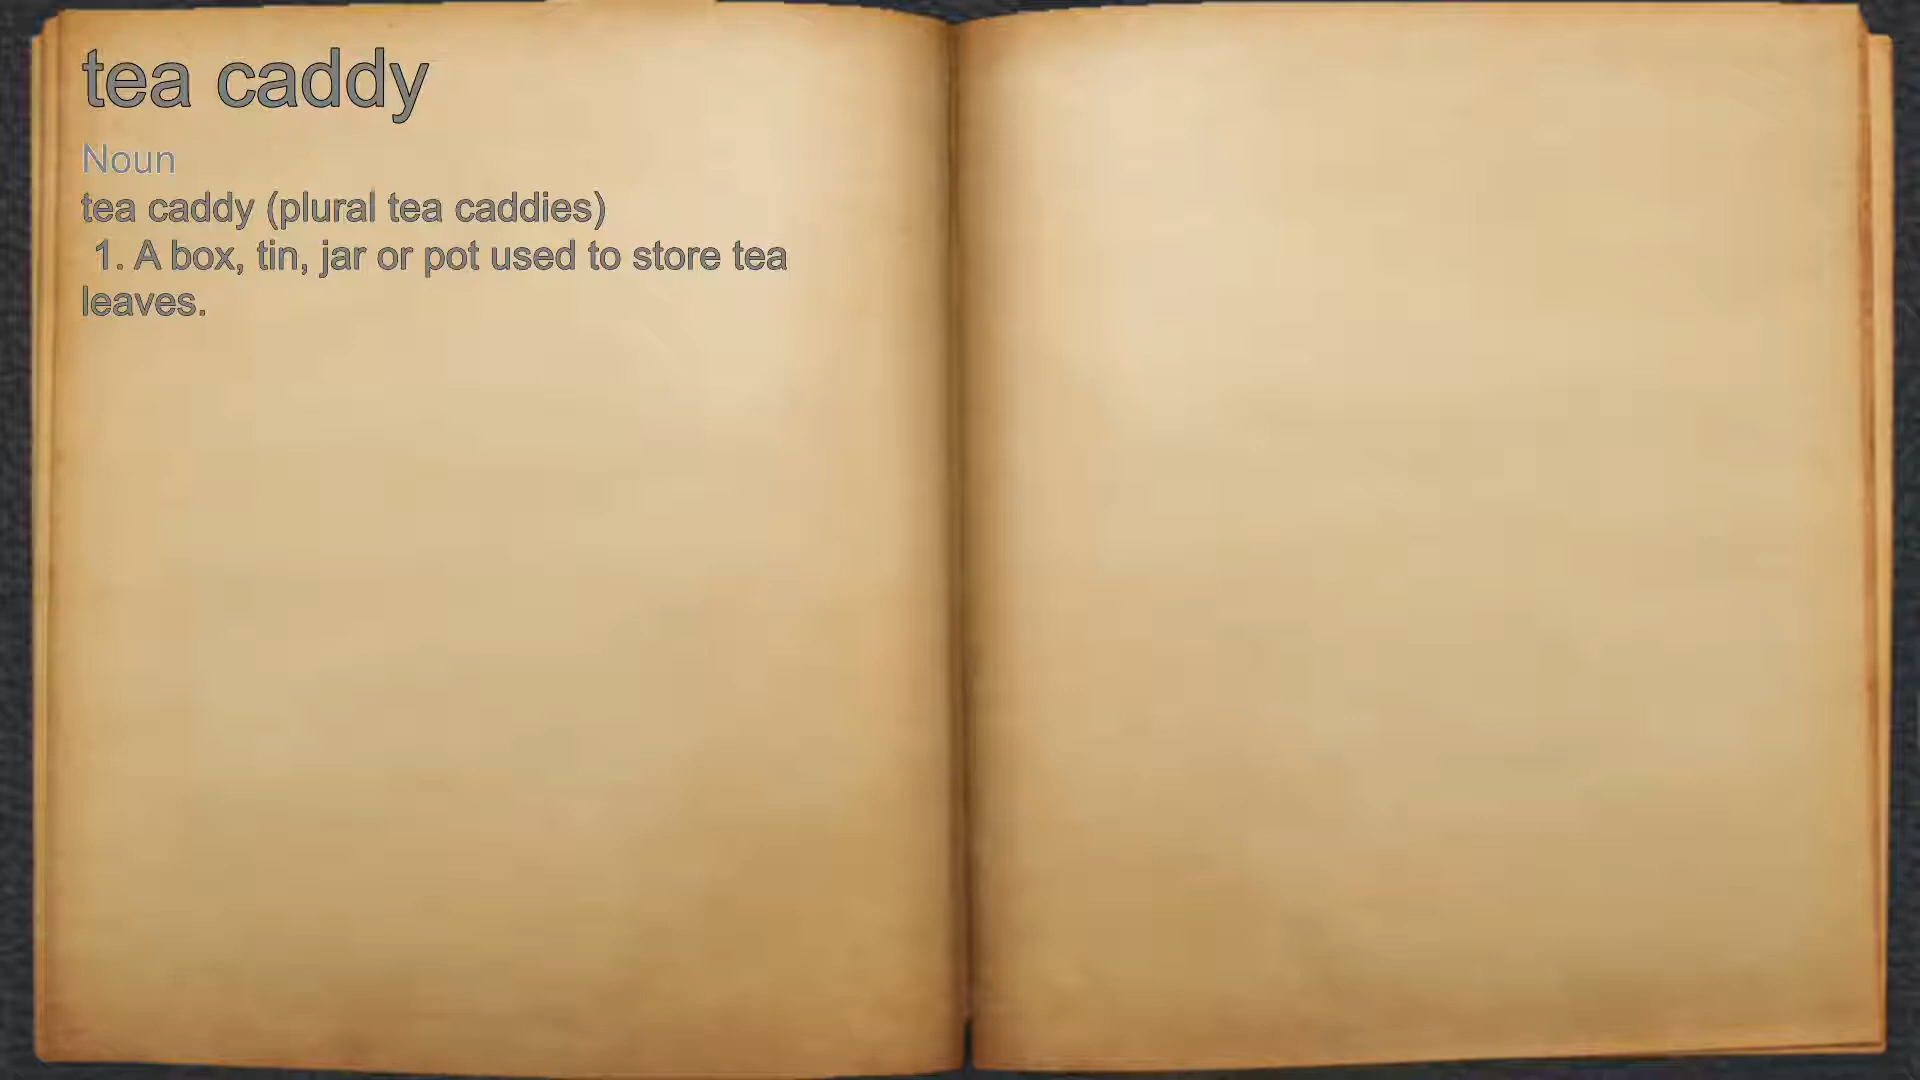 tea caddy
Noun
tea caddy (plural tea caddies)
1. A box, tin, jar or pot used to store tea
leaves.